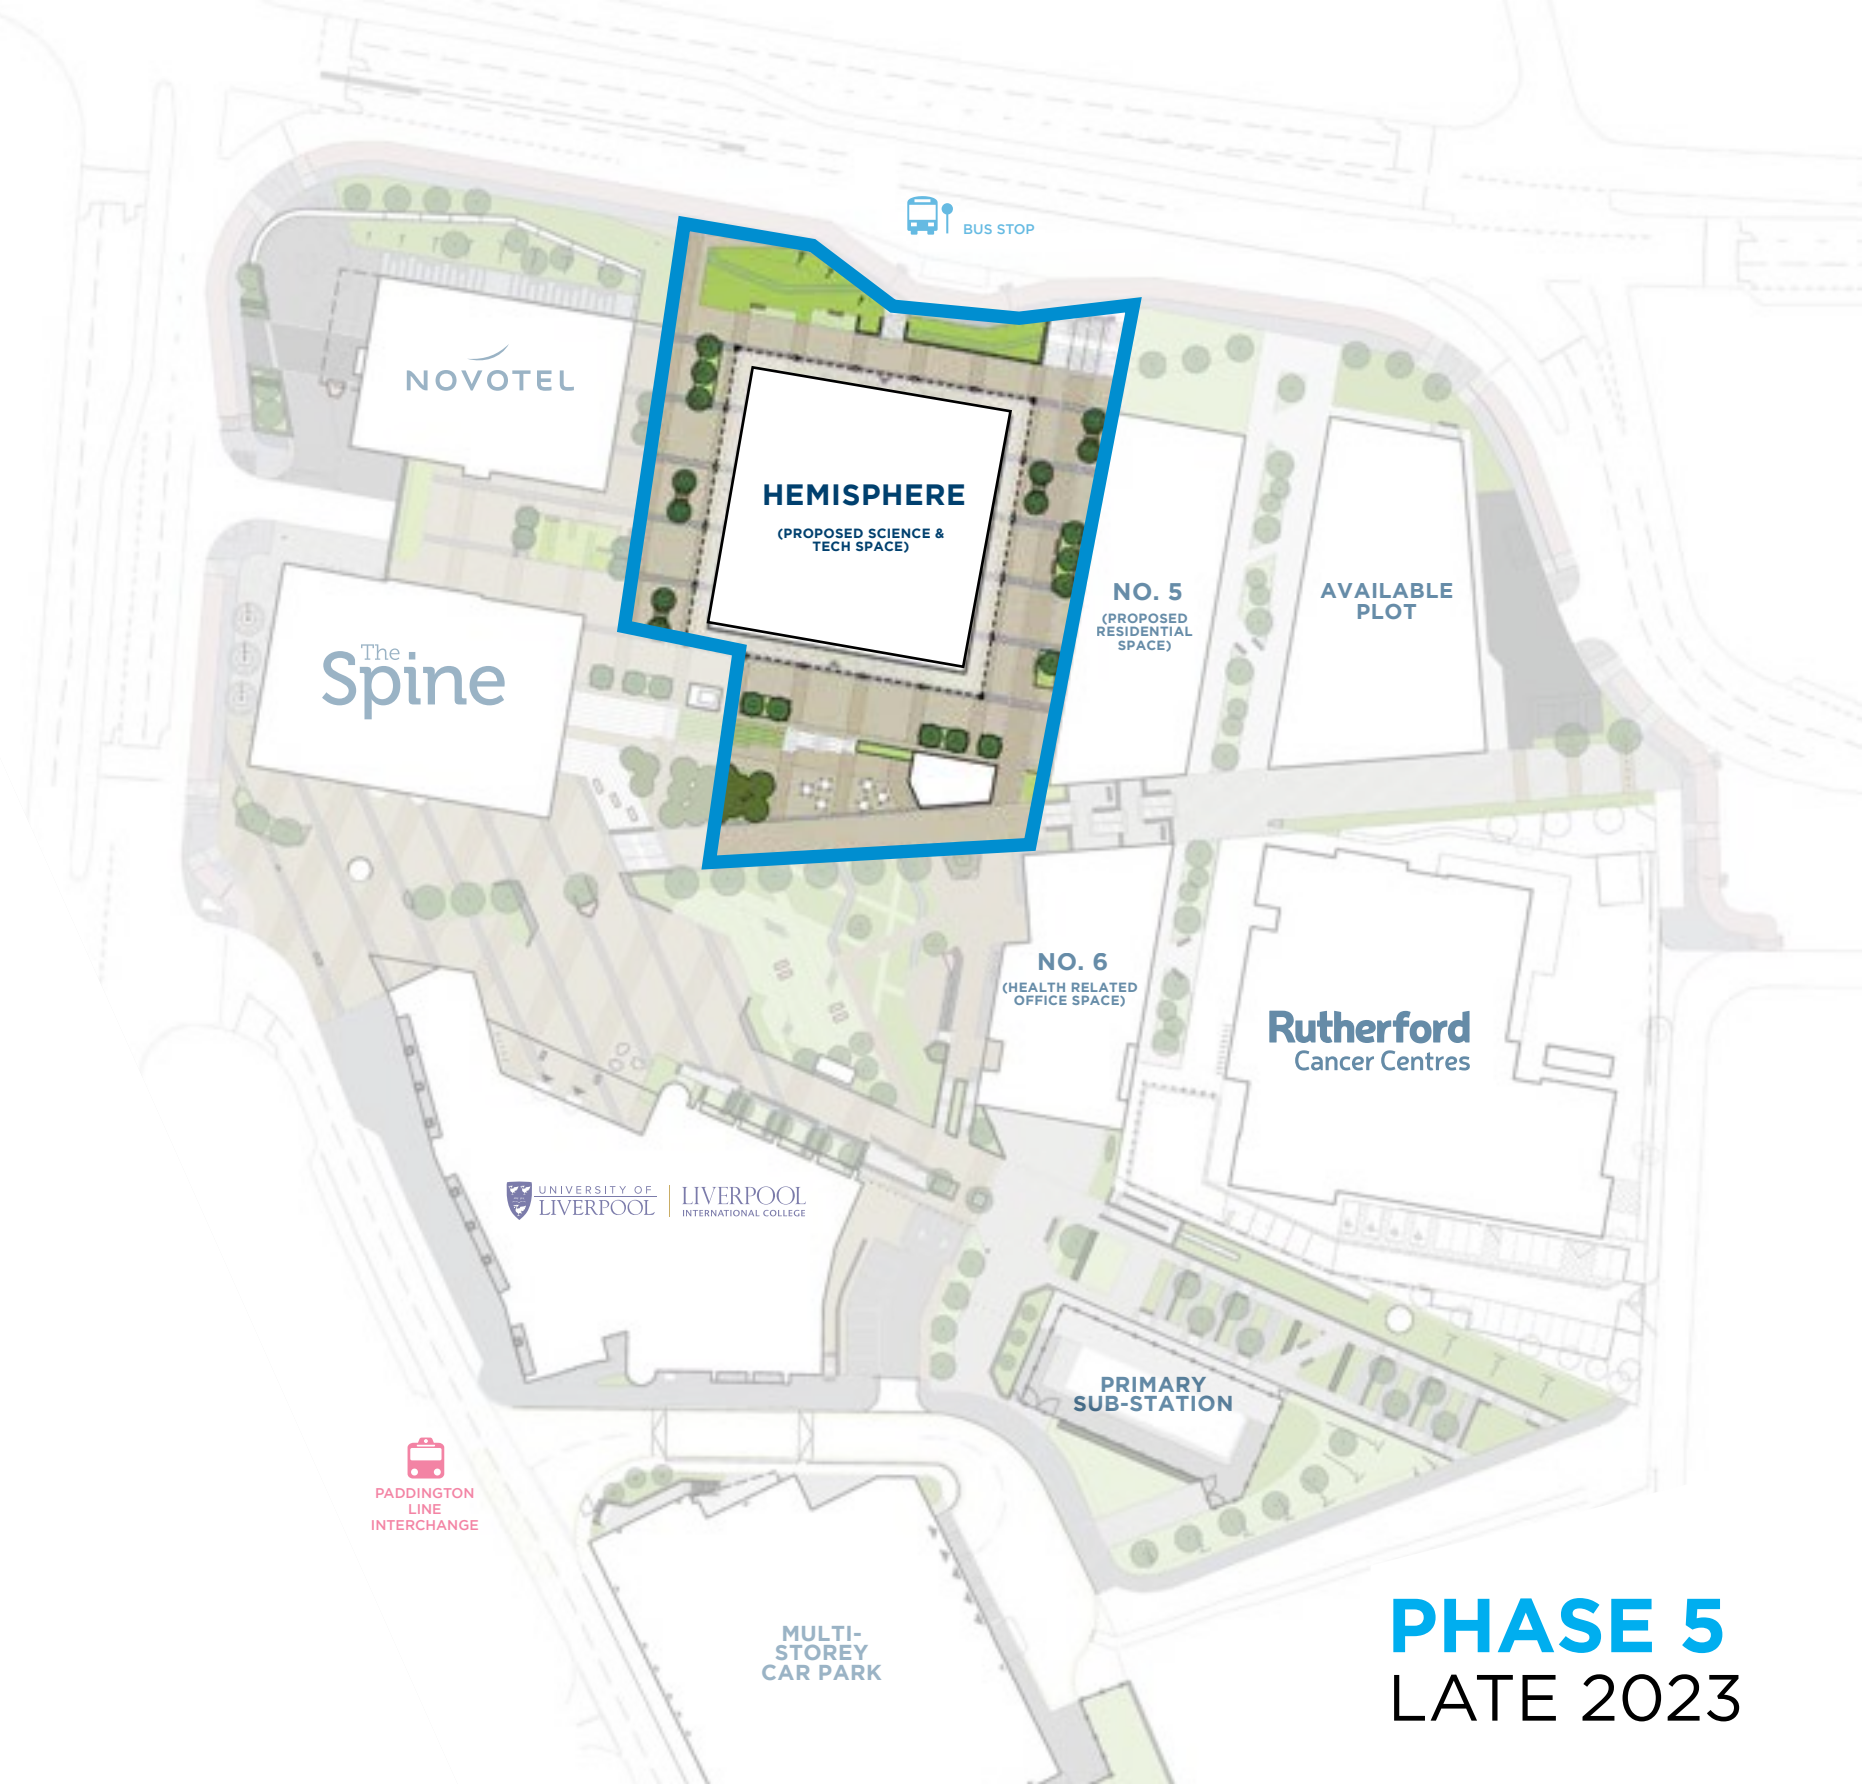 BUS STOP
NOVOTEL
HEMISPHERE
(PROPOSED SCIENCE &
TECH SPACE)
NO. 5
(PROPOSED
RESIDENTIAL
SPACE)
AVAILABLE
PLOT
The
Spine
NO. 6
(HEALTH RELATED
OFFICE SPACE)
Rutherford
Cancer Centres
UNIVERSITY OF
LIVERPOOL
LIVERPOOL
INTERNATIONAL COLLEGE
PRIMARY
SUB-STATION
PADDINGTON
LINE
INTERCHANGE
MULTI-
STOREY
CAR PARK
PHASE 5
LATE 2023